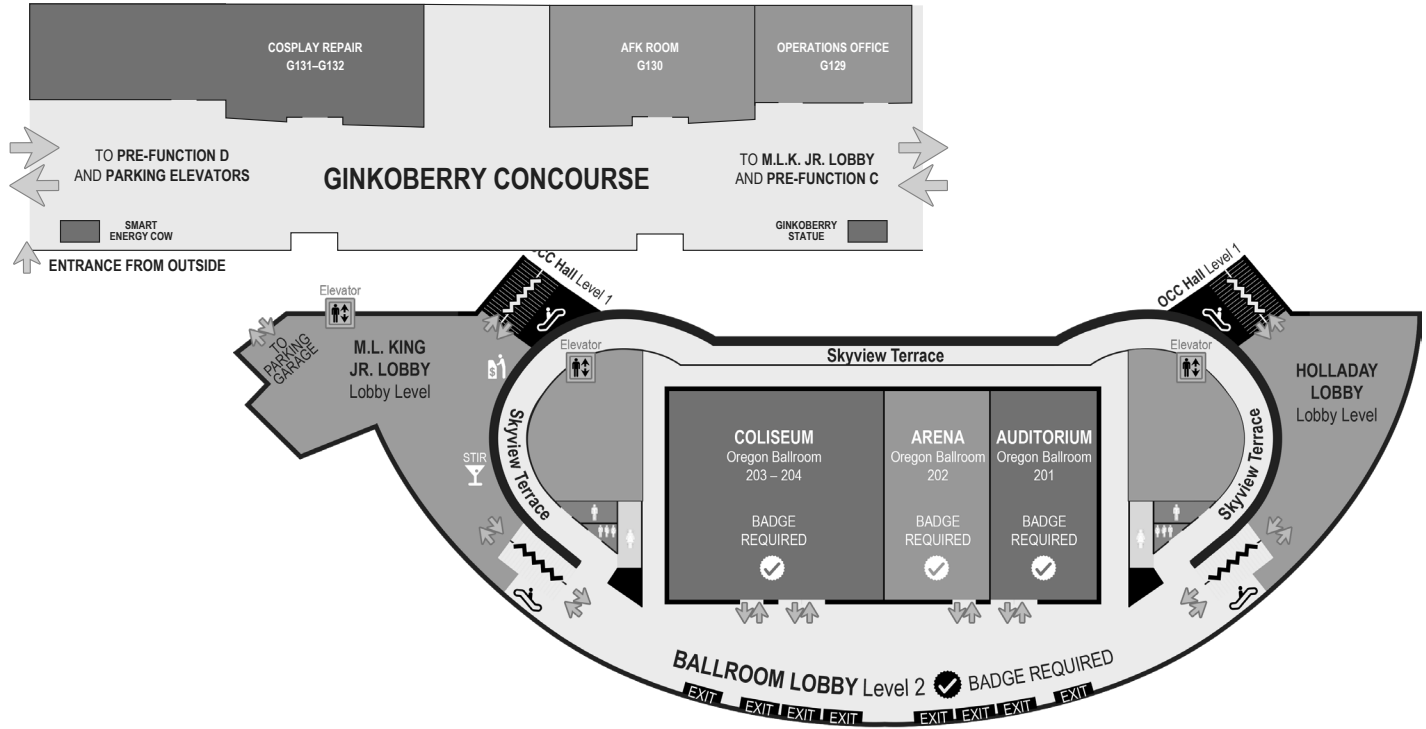 COSPLAY REPAIR
G131–G132
AFK ROOM
G130
OPERATIONS OFFICE
G129
TO PRE-FUNCTION D
AND PARKING ELEVATORS
GINKOBERRY CONCOURSE
TO M.L.K. JR. LOBBY
AND PRE-FUNCTION C
SMART
ENERGY COW
GINKOBERRY
STATUE
ENTRANCE FROM OUTSIDE
OCC Hall Level 1
OCC Hall Level 1
Elevator
TO
PARKING
GARAGE
M.L. KING
JR. LOBBY
Lobby Level
$
Elevator
Skyview Terrace
Elevator
HOLLADAY
LOBBY
Lobby Level
STIR
Skyview Terrace
COLISEUM
Oregon Ballroom
203 – 204
BADGE
REQUIRED
ARENA
Oregon Ballroom
202
BADGE
REQUIRED
AUDITORIUM
Oregon Ballroom
201
BADGE
REQUIRED
Skyview Terrace
BALLROOM LOBBY Level 2 BADGE REQUIRED
EXIT EXIT EXIT EXIT EXIT EXIT EXIT EXIT